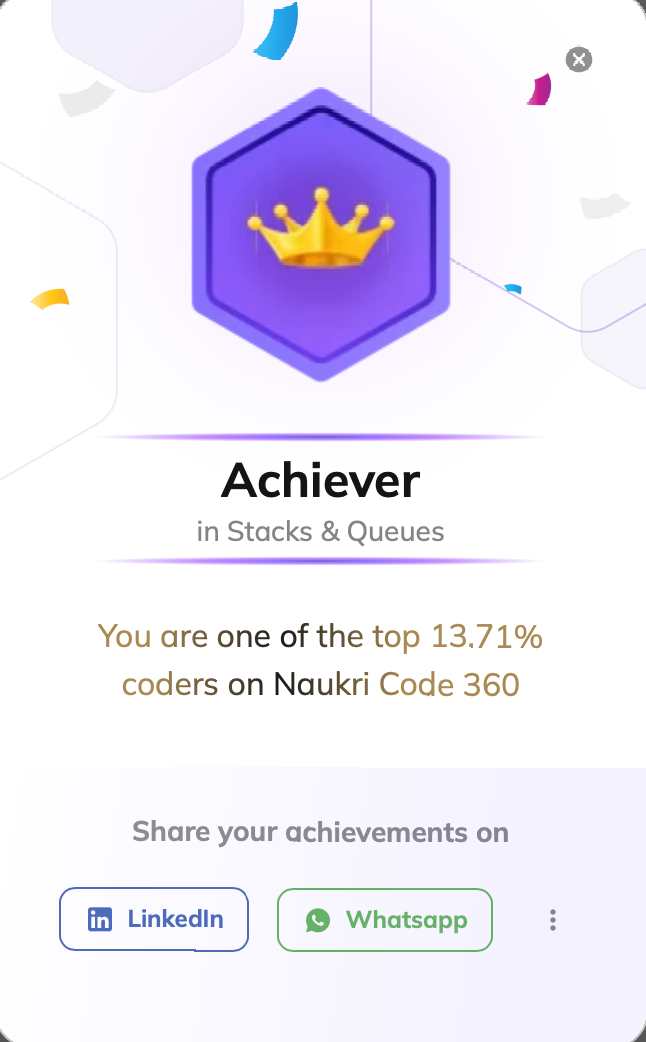 Achiever
in Stacks & Queues
You are one of the top 13.71%
coders on Naukri Code 360
Share your achievements on
LinkedIn
Whatsapp